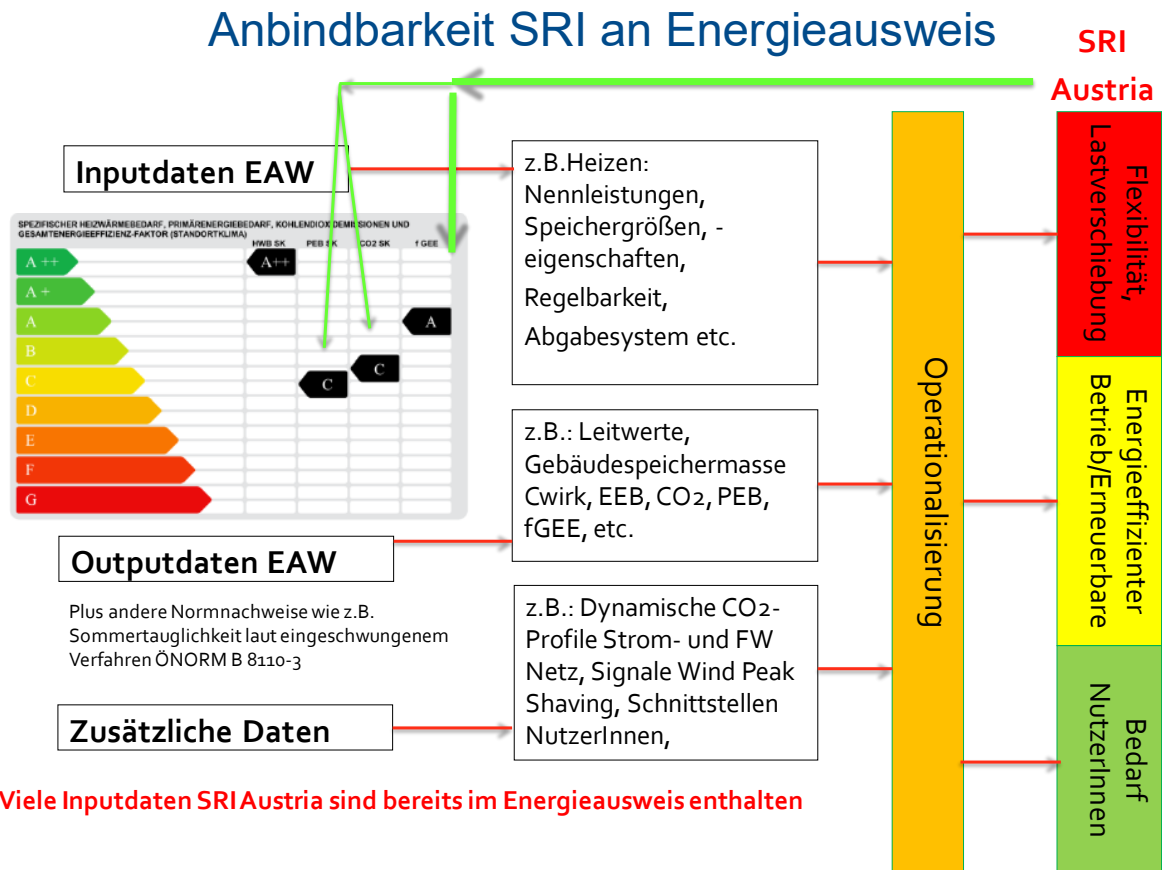 Anbindbarkeit SRI an Energieausweis
SRI
Austria
Inputdaten EAW
z.B.Heizen:
Nennleistungen,
Speichergrößen, -
eigenschaften,
Regelbarkeit,
Abgabesystem etc.
SPEZIFISCHER HEIZWÄRMEBEDARF, PRIMÄRENERGIEBEDARF, KOHLENDIOXIDEMISSIONEN UND
GESAMTENERGIEEFFIZIENZ-FAKTOR (STANDORTKLIMA)
HWB SK PEB SK CO2 SK f GEE
A ++
A++
A +
A
A
B
C
C
C
D
E
F
G
z.B.: Leitwerte,
Gebäudespeichermasse
Cwirk, EEB, CO2, PEB,
fGEE, etc.
Outputdaten EAW
Plus andere Normnachweise wie z.B.
Sommertauglichkeit laut eingeschwungenem
Verfahren ÖNORM B 8110-3
z.B.: Dynamische CO2-
Profile Strom- und FW
Netz, Signale Wind Peak
Shaving, Schnittstellen
NutzerInnen,
Zusätzliche Daten
Viele Inputdaten SRI Austria sind bereits im Energieausweis enthalten
Operationalisierung
Flexibilität,
Lastverschiebung
Energieeffizienter
Betrieb/Erneuerbare
Bedarf
NutzerInnen